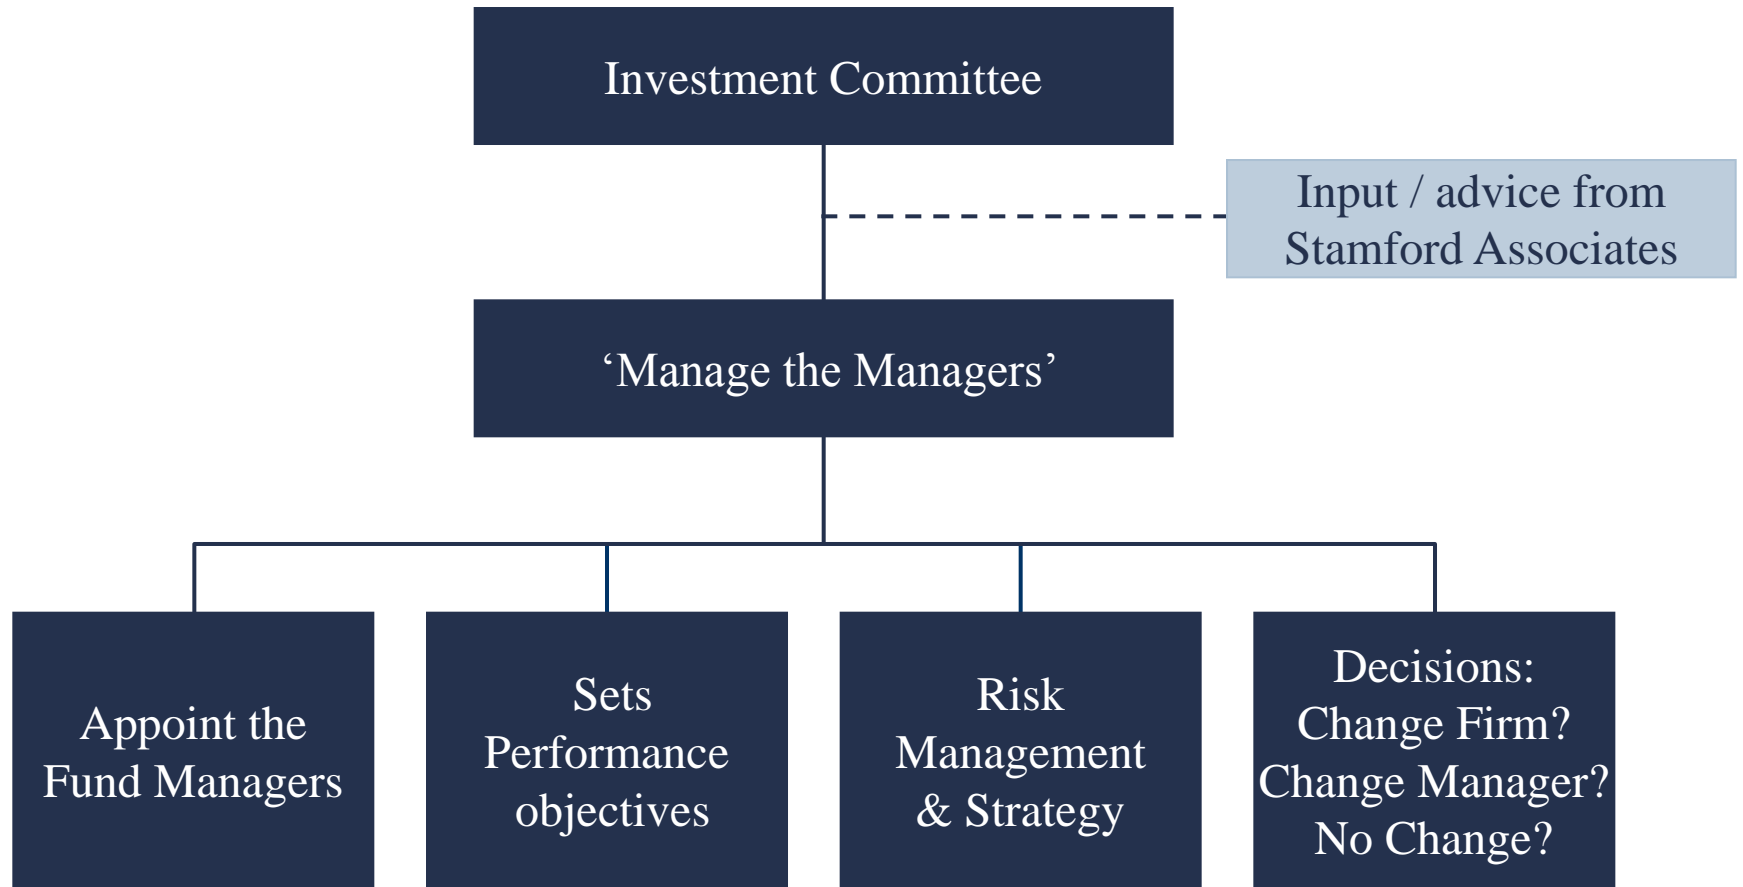 Investment Committee
Input / advice from
Stamford Associates
‘Manage the Managers’
Appoint the
Fund Managers
Sets
Performance
objectives
Risk
Management
& Strategy
Decisions:
Change Firm?
Change Manager?
No Change?